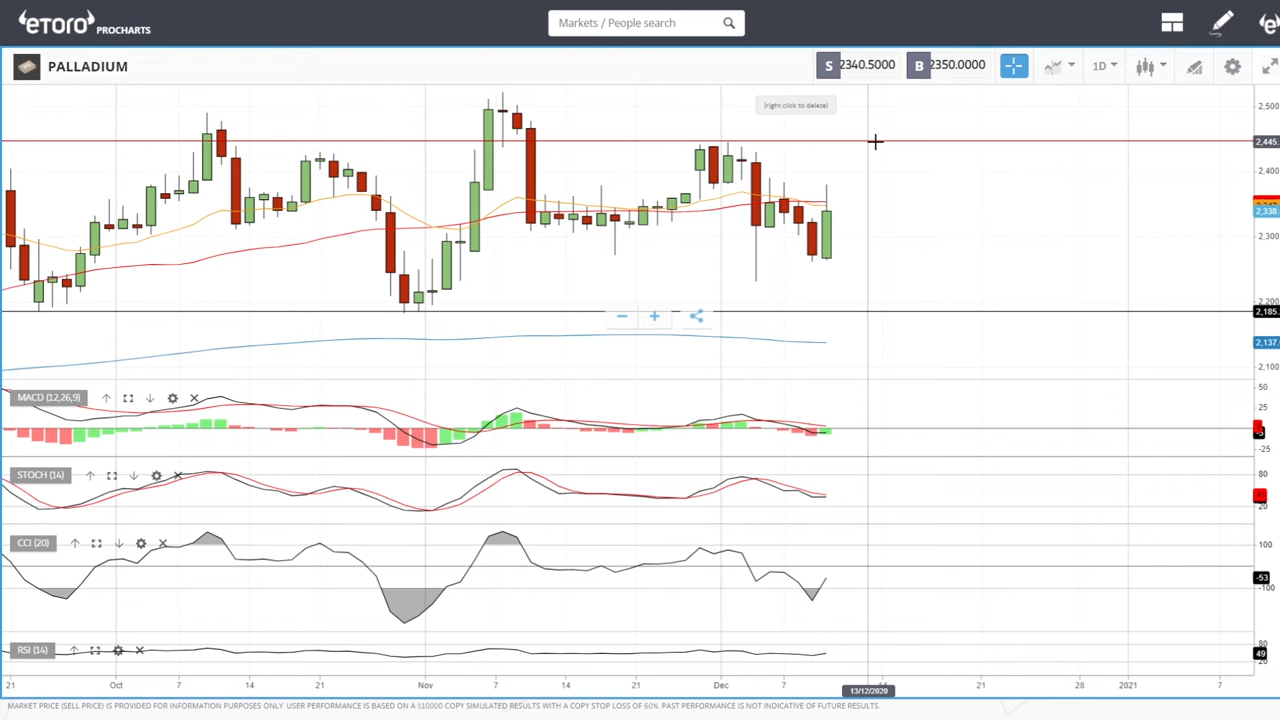 eToro PROCHARTS
Markets / People search
PALLADIUM
S 2340.5000 B 2350.0000
1D
(right click to delete)
2,500
2,445.
2,400
2,338.
2,300
2,200
2,185.
2,137.
2,100
MACD (12,26,9)
50
25
-25
STOCH (14)
80
20
CCI (20)
100
-53
-100
RSI (14)
80
49
20
21 Oct 7 14 21 Nov 7 14 21 Dec 7 21 28 2021 7
13/12/2020
MARKET PRICE (SELL PRICE) IS PROVIDED FOR INFORMATION PURPOSES ONLY. USER PERFORMANCE IS BASED ON A $10000 COPY SIMULATED RESULTS WITH A COPY STOP LOSS OF 60%. PAST PERFORMANCE IS NOT INDICATIVE OF FUTURE RESULTS.